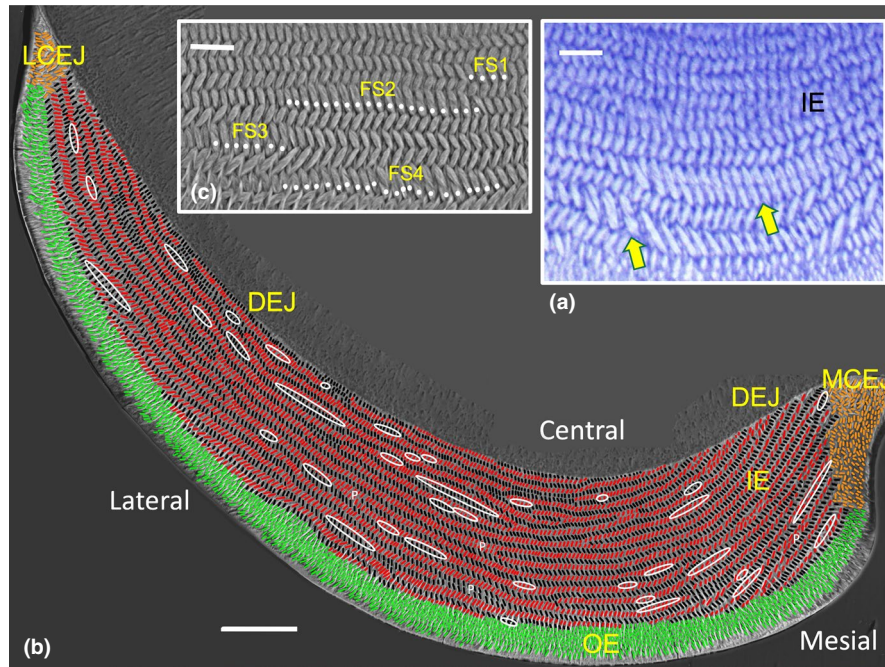 LCEJ
FS1
FS2
FS3
FS4
(c)
IE
(a)
DEJ
DEJ
MCEJ
Central
IE
Lateral
P
P
P
P
OE
Mesial
(b)